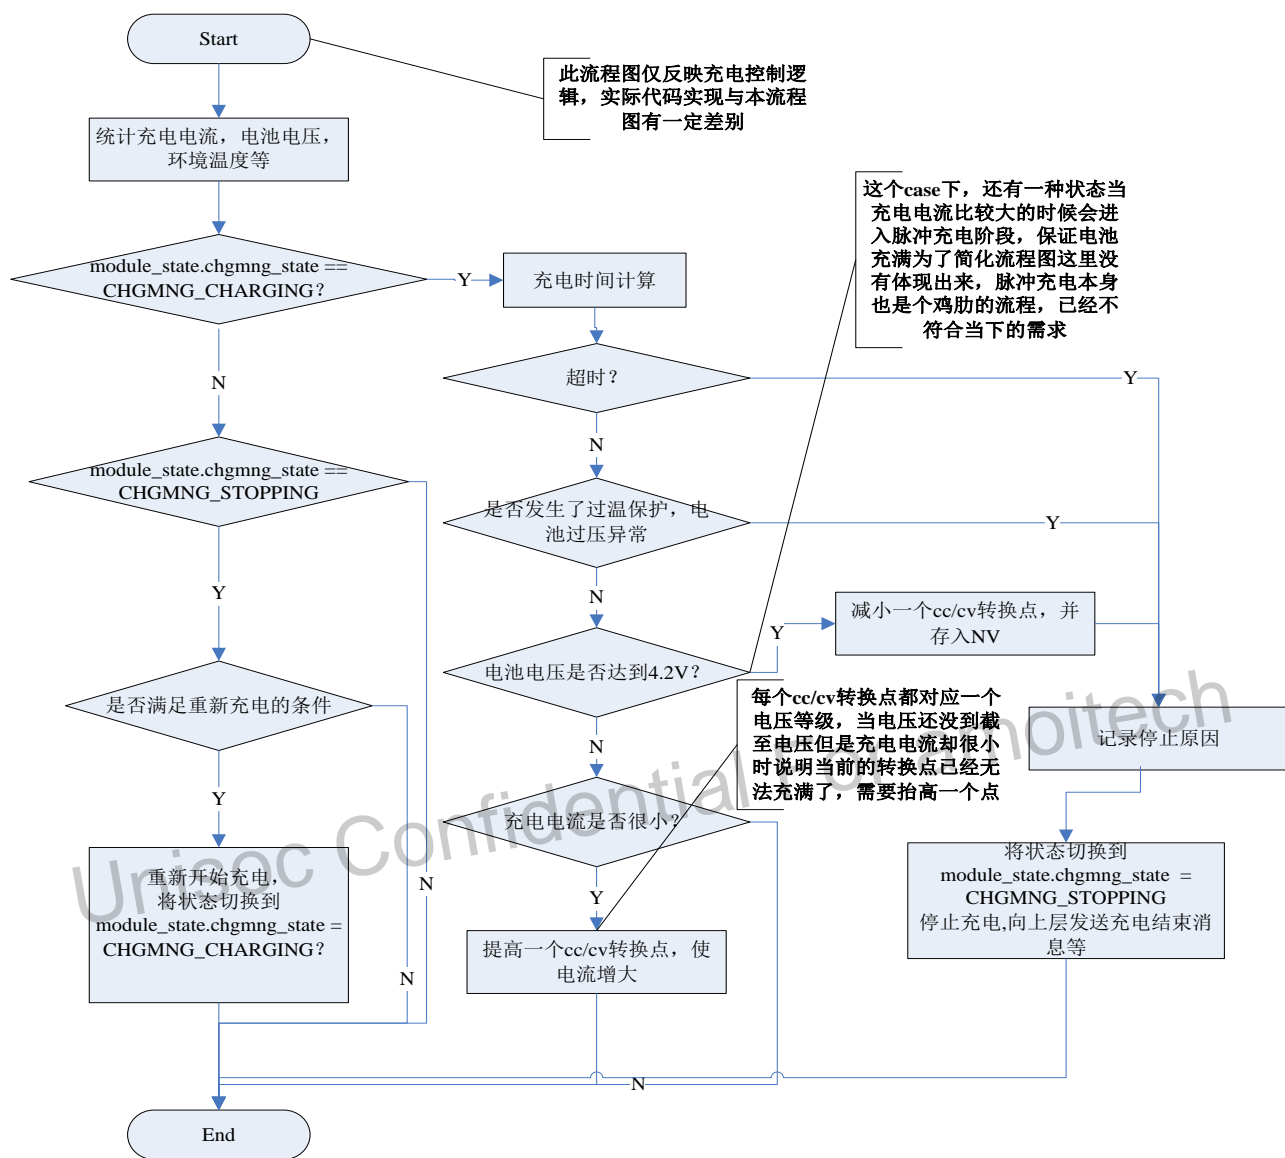 Start
此流程图仅反映充电控制逻
辑，实际代码实现与本流程
图有一定差别
统计充电电流，电池电压，
环境温度等
这个case下，还有一种状态当
充电电流比较大的时候会进
入脉冲充电阶段，保证电池
充满为了简化流程图这里没
有体现出来，脉冲充电本身
也是个鸡肋的流程，已经不
符合当下的需求
module_state.chgmng_state ==
CHGMNG_CHARGING？
Y
充电时间计算
N
超时？
Y
N
module_state.chgmng_state ==
CHGMNG_STOPPING
是否发生了过温保护，电
池过压异常
Y
Y
N
减小一个cc/cv转换点，并
存入NV
Y
电池电压是否达到4.2V？
是否满足重新充电的条件
每个cc/cv转换点都对应一个
电压等级，当电压还没到截
至电压但是充电电流却很小
时说明当前的转换点已经无
法充满了，需要抬高一个点
记录停止原因
N
Y
充电电流是否很小？
重新开始充电，
将状态切换到
module_state.chgmng_state =
CHGMNG_CHARGING？
N
Y
将状态切换到
module_state.chgmng_state =
CHGMNG_STOPPING
停止充电,向上层发送充电结束消
息等
提高一个cc/cv转换点，使
电流增大
N
N
End
Unisoc Confidential For amoitech